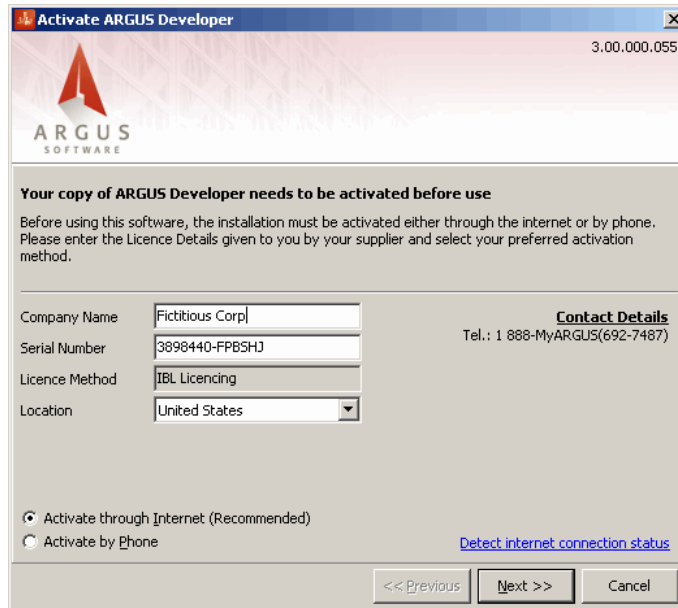 Activate ARGUS Developer
3.00.000.055
ARGUS
SOFTWARE
Your copy of ARGUS Developer needs to be activated before use
Before using this software, the installation must be activated either through the internet or by phone.
Please enter the Licence Details given to you by your supplier and select your preferred activation
method.
Company Name Fictitious Corp Contact Details
Serial Number 3898440-FPBSHJ Tel.: 1 888-MyARGUS(692-7487)
Licence Method IBL Licencing
Location United States
Activate through Internet (Recommended)
Activate by Phone Detect internet connection status
<< Previous Next >> Cancel